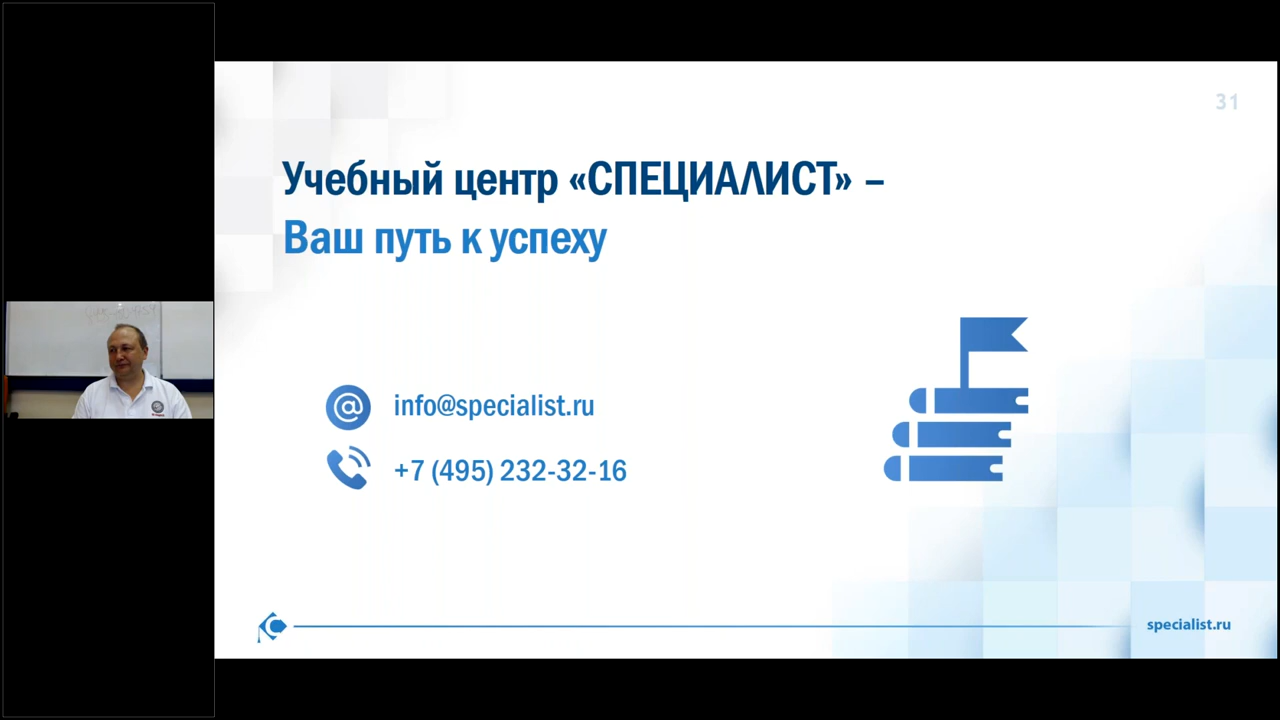 31
Учебный центр «СПЕЦИАЛИСТ» –
Ваш путь к успеху
info@specialist.ru
+7 (495) 232-32-16
specialist.ru